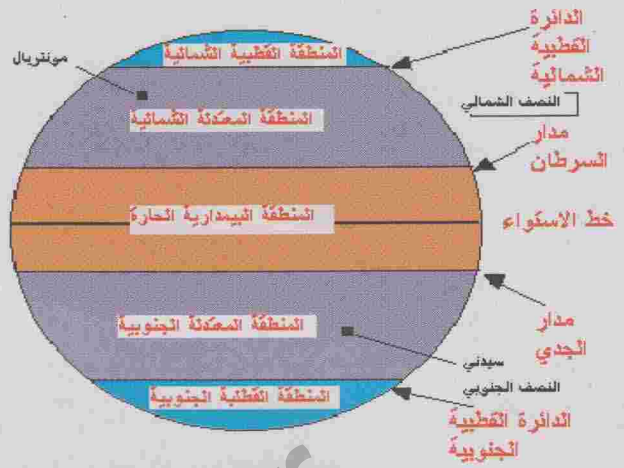 الدائرة
القطبية
الشمالية
المنطقة القطبية الشمالية
مونتريال
النصف الشمالي
المنطقة المعتدلة الشمالية
مدار
السرطان
المنطقة البيمدارية الحارة
خط الاستواء
مدار
الجدي
المنطقة المعتدلة الجنوبية
سيدني
النصف الجنوبي
المنطقة القطبية الجنوبية
الدائرة القطبية
الجنوبية